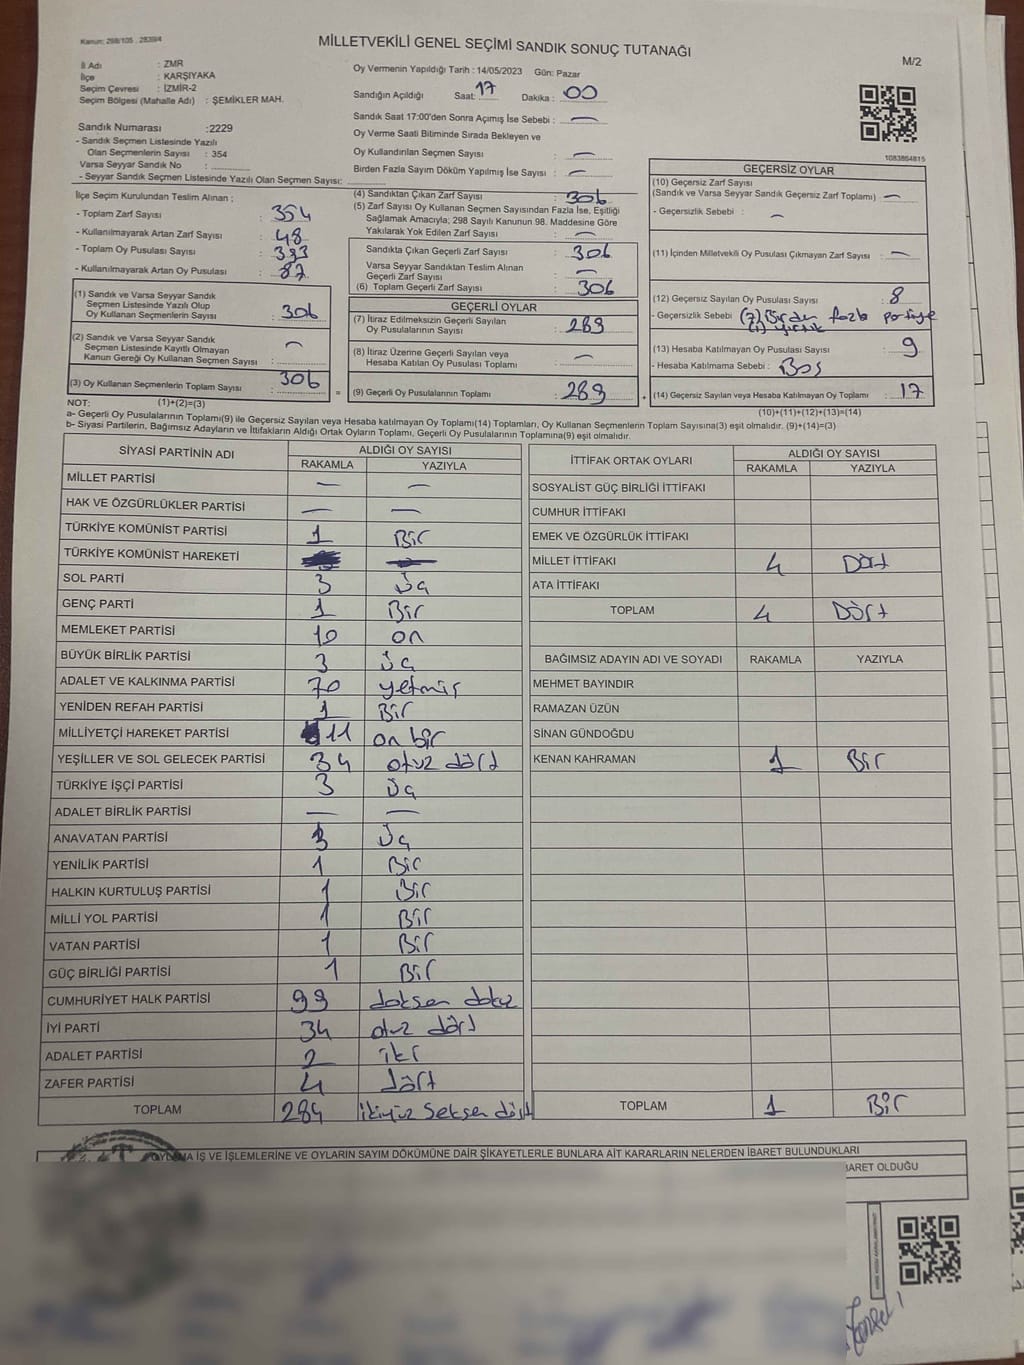 Kanun: 298/105 . 2839/4
MİLLETVEKİLİ GENEL SEÇİMİ SANDIK SONUÇ TUTANAĞI
M/2
İl Adı : ZMR
İlçe : KARŞIYAKA
Seçim Çevresi : İZMİR-2
Seçim Bölgesi (Mahalle Adı) : ŞEMİKLER MAH.
Sandık Numarası :2229
- Sandık Seçmen Listesinde Yazılı
Olan Seçmenlerin Sayısı : 354
Varsa Seyyar Sandık No :
- Seyyar Sandık Seçmen Listesinde Yazılı Olan Seçmen Sayısı:
Oy Vermenin Yapıldığı Tarih : 14/05/2023 Gün: Pazar
Sandığın Açıldığı Saat: 17 Dakika : 00
Sandık Saat 17:00'den Sonra Açımış İse Sebebi : —
Oy Verme Saati Bitiminde Sırada Bekleyen ve
Oy Kullandırılan Seçmen Sayısı : —
Birden Fazla Sayım Döküm Yapılmış İse Sayısı : —
1083864815
İlçe Seçim Kurulundan Teslim Alınan ;
- Toplam Zarf Sayısı : 354
- Kullanılmayarak Artan Zarf Sayısı : 48
- Toplam Oy Pusulası Sayısı : 393
- Kullanılmayarak Artan Oy Pusulası : 87
(1) Sandık ve Varsa Seyyar Sandık
Seçmen Listesinde Yazılı Olup
Oy Kullanan Seçmenlerin Sayısı : 306
(2) Sandık ve Varsa Seyyar Sandık
Seçmen Listesinde Kayıtlı Olmayan
Kanun Gereği Oy Kullanan Seçmen Sayısı : —
(3) Oy Kullanan Seçmenlerin Toplam Sayısı : 306
(4) Sandıktan Çıkan Zarf Sayısı : 306
(5) Zarf Sayısı Oy Kullanan Seçmen Sayısından Fazla İse, Eşitliği
Sağlamak Amacıyla; 298 Sayılı Kanunun 98. Maddesine Göre
Yakılarak Yok Edilen Zarf Sayısı : —
Sandıkta Çıkan Geçerli Zarf Sayısı : 306
Varsa Seyyar Sandıktan Teslim Alınan
Geçerli Zarf Sayısı : —
(6) Toplam Geçerli Zarf Sayısı : 306
GEÇERLİ OYLAR
(7) İtiraz Edilmeksizin Geçerli Sayılan
Oy Pusulalarının Sayısı : 289
(8) İtiraz Üzerine Geçerli Sayılan veya
Hesaba Katılan Oy Pusulası Toplamı : —
= (9) Geçerli Oy Pusulalarının Toplamı : 289 +
GEÇERSİZ OYLAR
(10) Geçersiz Zarf Sayısı
(Sandık ve Varsa Seyyar Sandık Geçersiz Zarf Toplamı) : —
- Geçersizlik Sebebi : —
(11) İçinden Milletvekili Oy Pusulası Çıkmayan Zarf Sayısı : —
(12) Geçersiz Sayılan Oy Pusulası Sayısı : 8
- Geçersizlik Sebebi : (7) Birden fazla partiye
(1) yırtık
(13) Hesaba Katılmayan Oy Pusulası Sayısı : 9
- Hesaba Katılmama Sebebi : Boş
(14) Geçersiz Sayılan veya Hesaba Katılmayan Oy Toplamı : 17
NOT: (1)+(2)=(3)
(10)+(11)+(12)+(13)=(14)
a- Geçerli Oy Pusulalarının Toplamı(9) ile Geçersiz Sayılan veya Hesaba katılmayan Oy Toplamı(14) Toplamları, Oy Kullanan Seçmenlerin Toplam Sayısına(3) eşit olmalıdır. (9)+(14)=(3)
b- Siyasi Partilerin, Bağımsız Adayların ve İttifakların Aldığı Oyların Toplamı, Geçerli Oy Pusulalarının Toplamına(9) eşit olmalıdır.
SİYASİ PARTİNİN ADI ALDIĞI OY SAYISI
RAKAMLA YAZIYLA
MİLLET PARTİSİ — —
HAK VE ÖZGÜRLÜKLER PARTİSİ — —
TÜRKİYE KOMÜNİST PARTİSİ 1 Bir
TÜRKİYE KOMÜNİST HAREKETİ —
SOL PARTİ 3 Üç
GENÇ PARTİ 1 Bir
MEMLEKET PARTİSİ 10 on
BÜYÜK BİRLİK PARTİSİ 3 Üç
ADALET VE KALKINMA PARTİSİ 70 yetmiş
YENİDEN REFAH PARTİSİ 1 Bir
MİLLİYETÇİ HAREKET PARTİSİ 11 on bir
YEŞİLLER VE SOL GELECEK PARTİSİ 34 otuz dört
TÜRKİYE İŞÇİ PARTİSİ 3 Üç
ADALET BİRLİK PARTİSİ — —
ANAVATAN PARTİSİ 3 Üç
YENİLİK PARTİSİ 1 Bir
HALKIN KURTULUŞ PARTİSİ 1 Bir
MİLLİ YOL PARTİSİ 1 Bir
VATAN PARTİSİ 1 Bir
GÜÇ BİRLİĞİ PARTİSİ 1 Bir
CUMHURİYET HALK PARTİSİ 99 doksan dokuz
İYİ PARTİ 34 otuz dört
ADALET PARTİSİ 2 iki
ZAFER PARTİSİ 4 dört
TOPLAM 284 ikiyüz seksen dört
İTTİFAK ORTAK OYLARI ALDIĞI OY SAYISI
RAKAMLA YAZIYLA
SOSYALİST GÜÇ BİRLİĞİ İTTİFAKI
CUMHUR İTTİFAKI
EMEK VE ÖZGÜRLÜK İTTİFAKI
MİLLET İTTİFAKI 4 Dört
ATA İTTİFAKI
TOPLAM 4 Dört
BAĞIMSIZ ADAYIN ADI VE SOYADI RAKAMLA YAZIYLA
MEHMET BAYINDIR
RAMAZAN ÜZÜN
SİNAN GÜNDOĞDU
KENAN KAHRAMAN 1 Bir
TOPLAM 1 Bir
OYLAMA İŞ VE İŞLEMLERİNE VE OYLARIN SAYIM DÖKÜMÜNE DAİR ŞİKAYETLERLE BUNLARA AİT KARARLARIN NELERDEN İBARET BULUNDUKLARI
BARET OLDUĞU